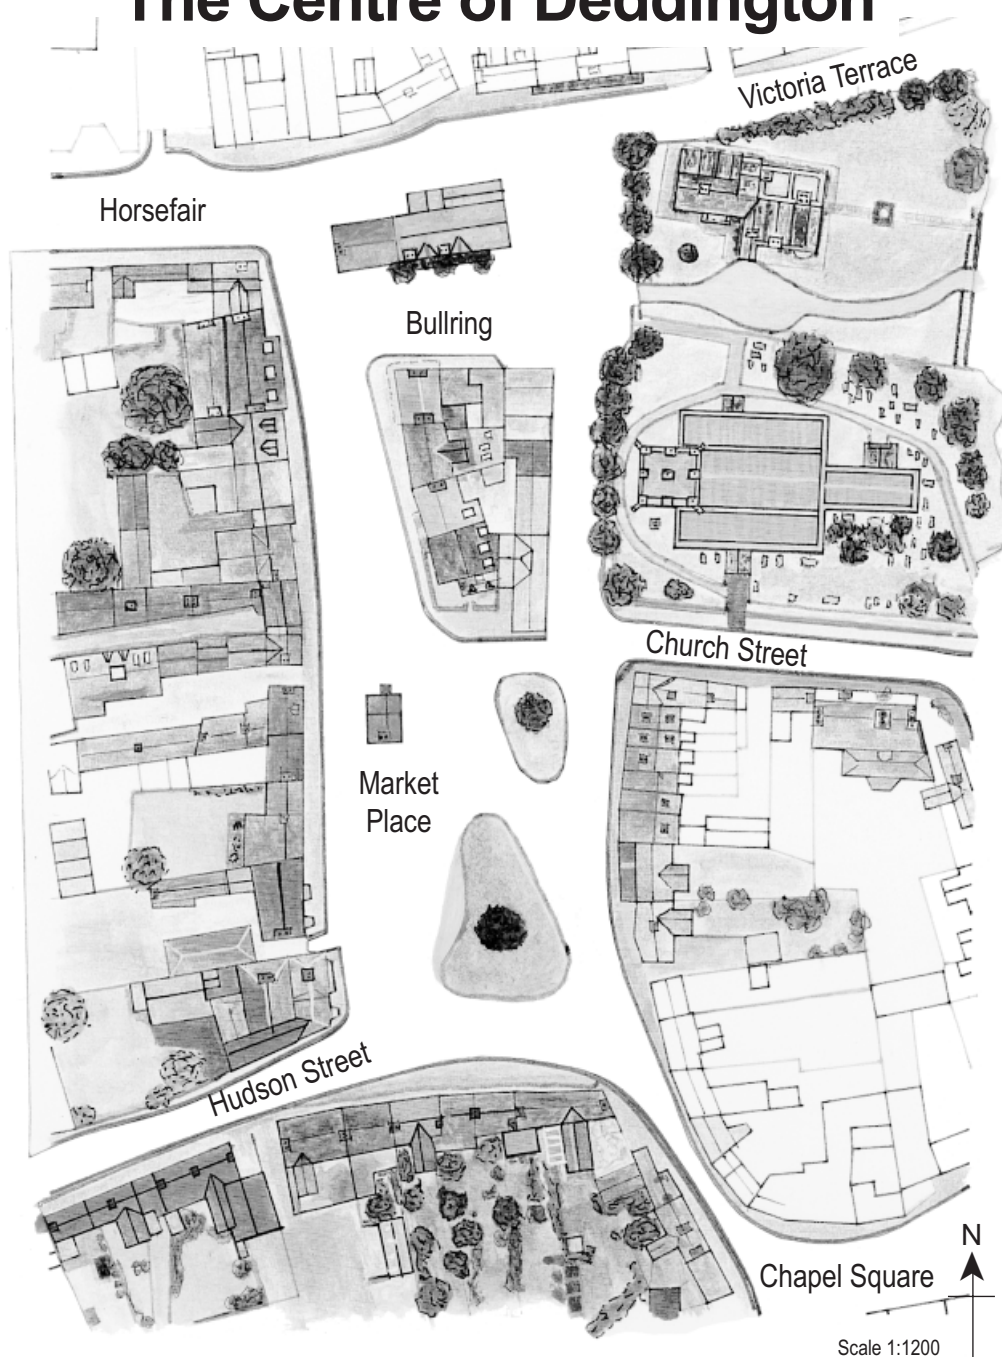 The Centre of Deddington
Victoria Terrace
Horsefair
Bullring
Church Street
Market
Place
Hudson Street
Chapel Square
N
Scale 1:1200